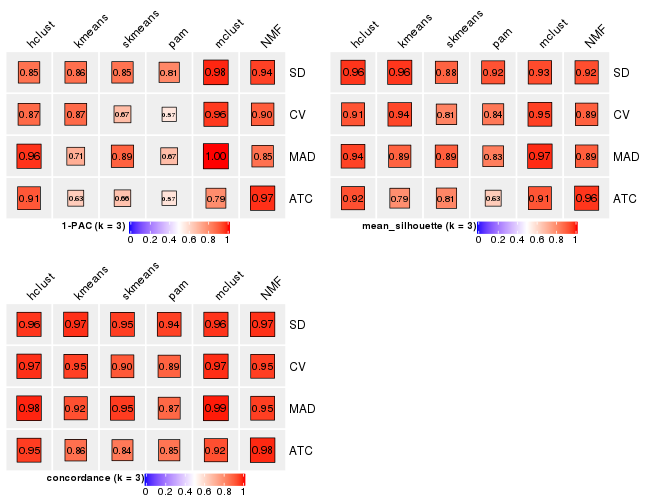 hclust kmeans skmeans pam mclust NMF
0.85 0.86 0.85 0.81 0.98 0.94 SD
0.87 0.87 0.67 0.57 0.96 0.90 CV
0.96 0.71 0.89 0.67 1.00 0.85 MAD
0.91 0.63 0.66 0.57 0.79 0.97 ATC
1-PAC (k = 3)
0 0.2 0.4 0.6 0.8 1
hclust kmeans skmeans pam mclust NMF
0.96 0.96 0.88 0.92 0.93 0.92 SD
0.91 0.94 0.81 0.84 0.95 0.89 CV
0.94 0.89 0.89 0.83 0.97 0.89 MAD
0.92 0.79 0.81 0.63 0.91 0.96 ATC
mean_silhouette (k = 3)
0 0.2 0.4 0.6 0.8 1
hclust kmeans skmeans pam mclust NMF
0.96 0.97 0.95 0.94 0.96 0.97 SD
0.97 0.95 0.90 0.89 0.97 0.95 CV
0.98 0.92 0.95 0.87 0.99 0.95 MAD
0.95 0.86 0.84 0.85 0.92 0.98 ATC
concordance (k = 3)
0 0.2 0.4 0.6 0.8 1